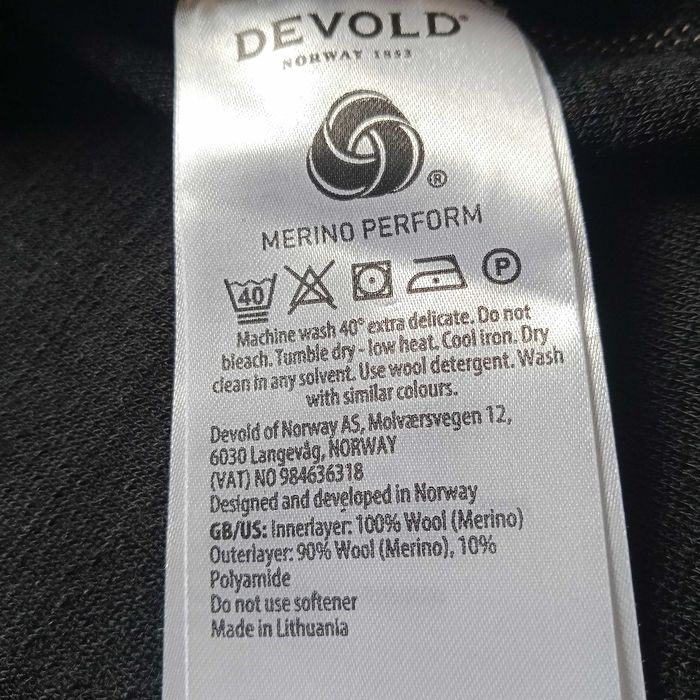 DEVOLD®
NORWAY 1853
®
MERINO PERFORM
40 P
Machine wash 40° extra delicate. Do not
bleach. Tumble dry - low heat. Cool iron. Dry
clean in any solvent. Use wool detergent. Wash
with similar colours.
Devold of Norway AS, Molværsvegen 12,
6030 Langevåg, NORWAY
(VAT) NO 984636318
Designed and developed in Norway
GB/US: Innerlayer: 100% Wool (Merino)
Outerlayer: 90% Wool (Merino), 10%
Polyamide
Do not use softener
Made in Lithuania